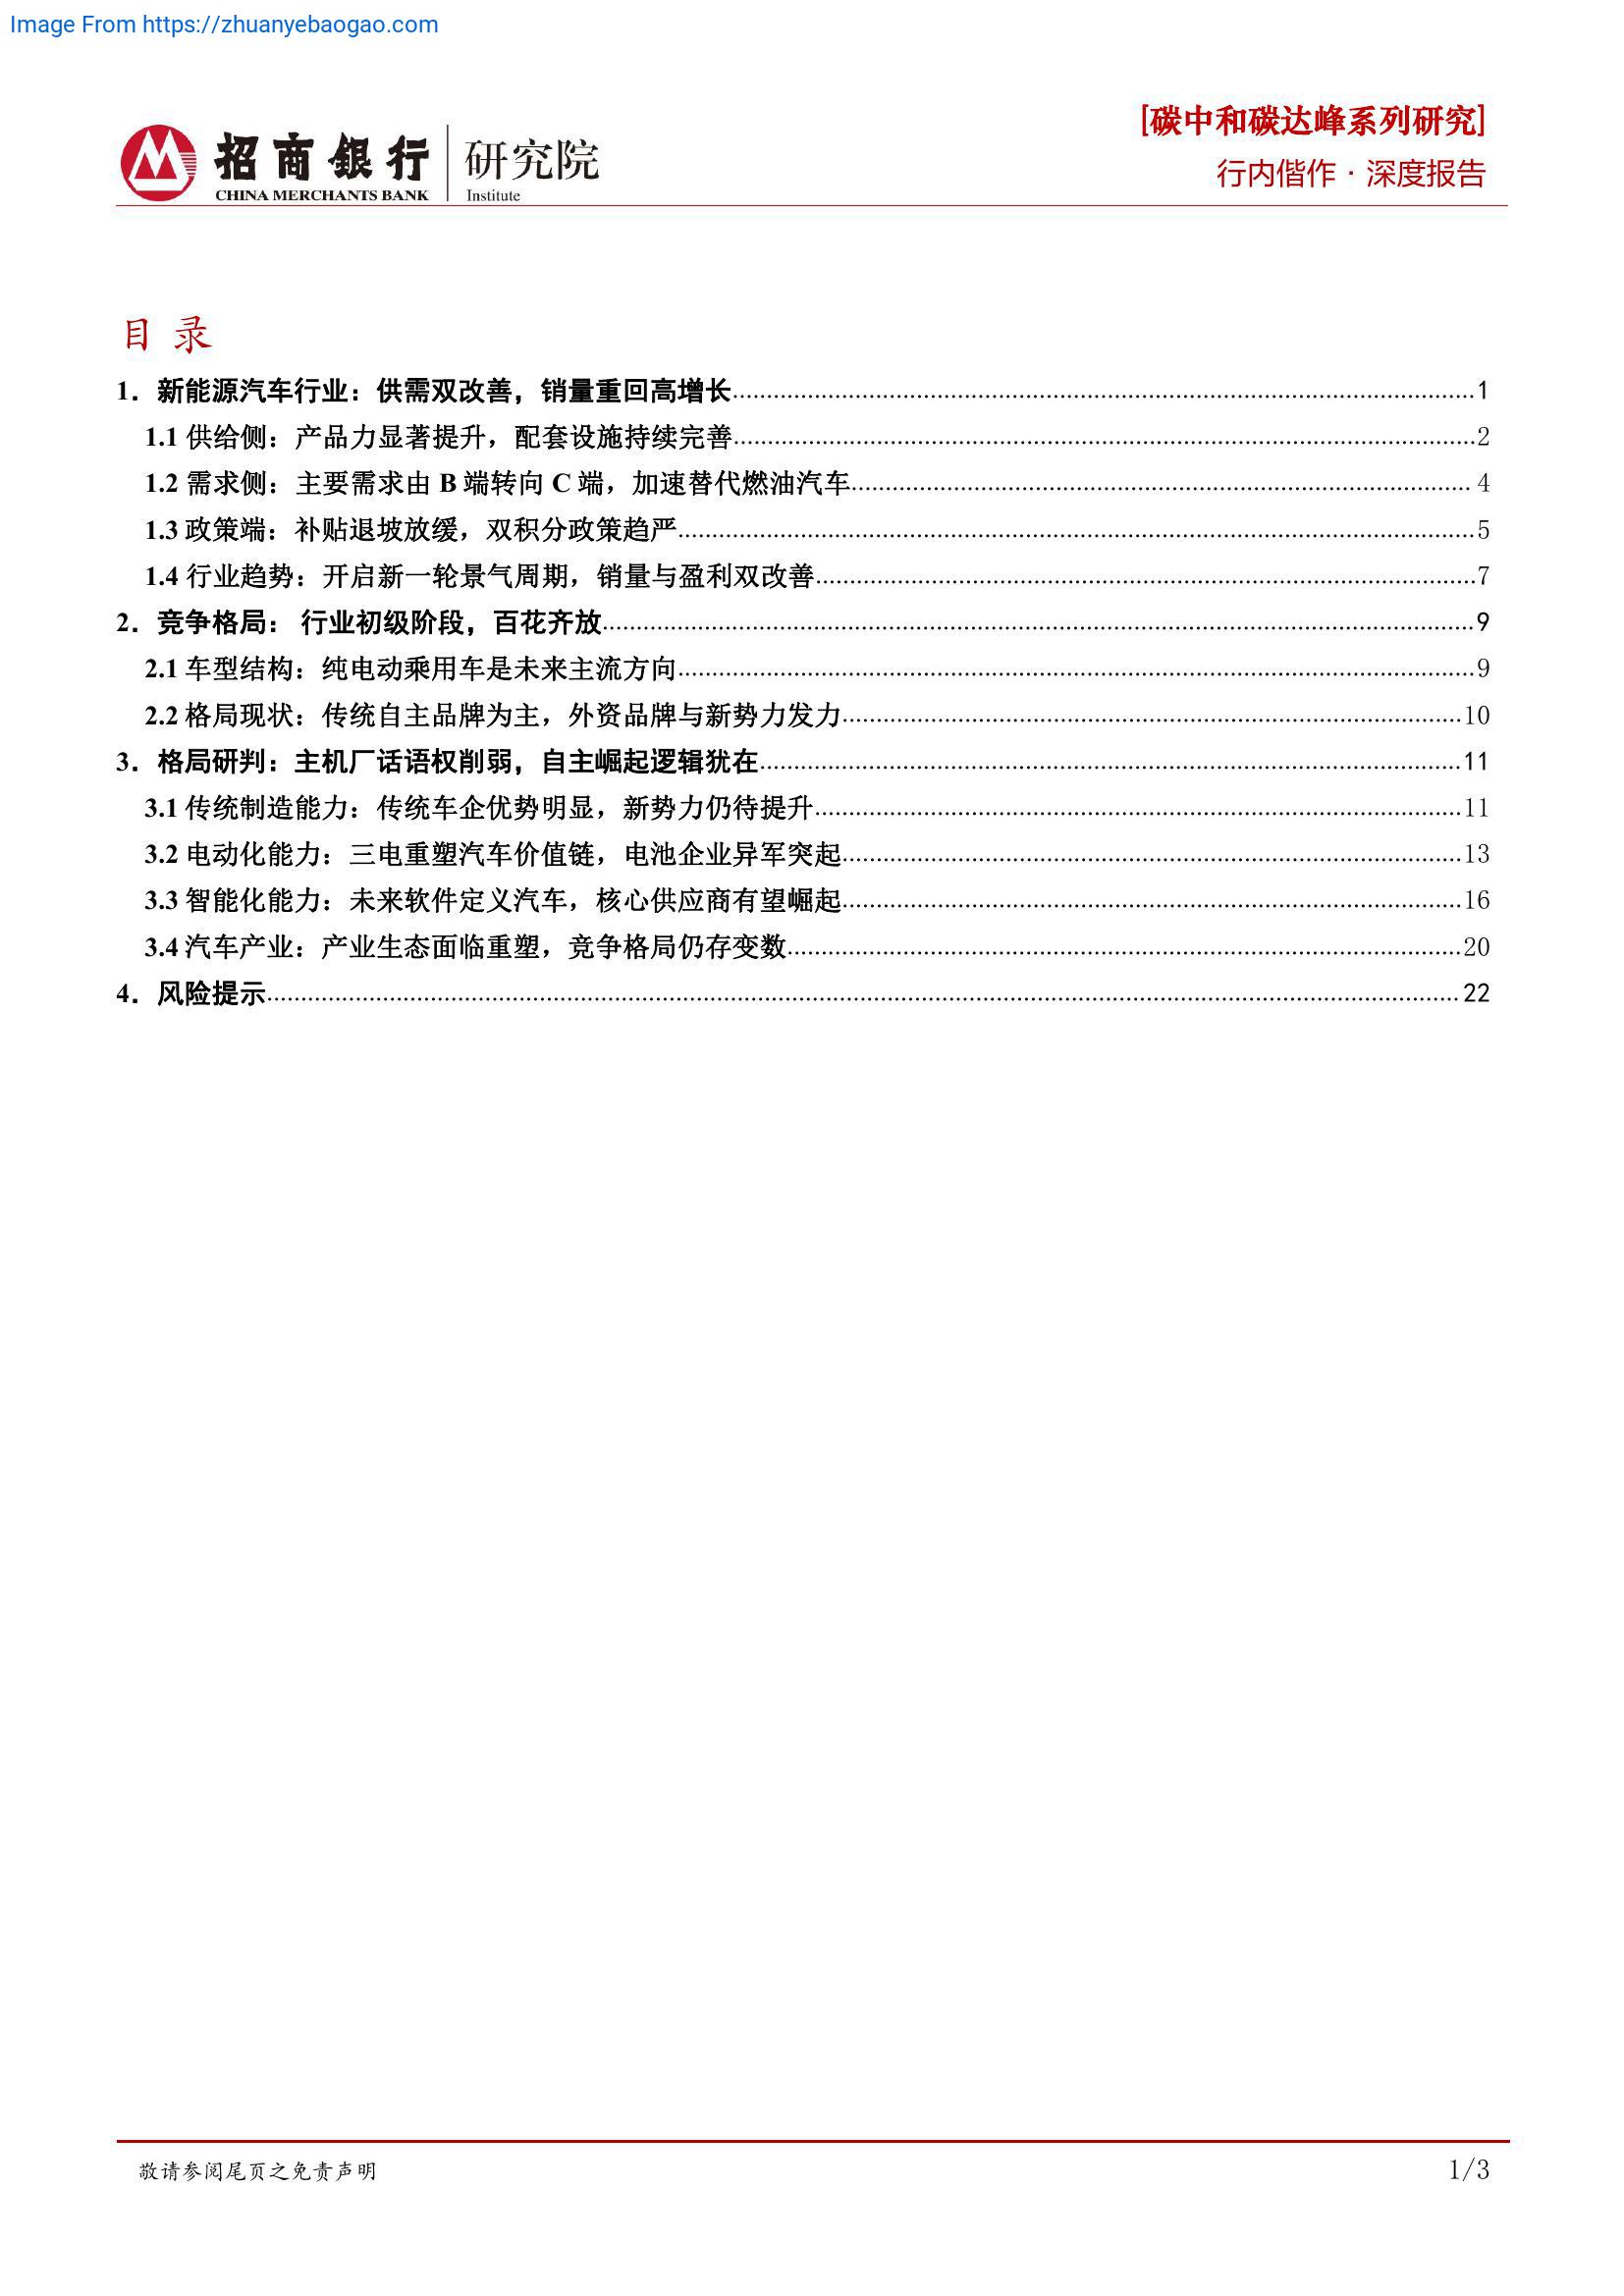 Image From https://zhuanyebaogao.com
[碳中和碳达峰系列研究]
招商銀行 研究院
行内偕作·深度报告
CHINA MERCHANTS BANK Institute
目 录
1. 新能源汽车行业：供需双改善，销量重回高增长 1
1.1 供给侧：产品力显著提升，配套设施持续完善 2
1.2 需求侧：主要需求由 B 端转向 C 端，加速替代燃油汽车 4
1.3 政策端：补贴退坡放缓，双积分政策趋严 5
1.4 行业趋势：开启新一轮景气周期，销量与盈利双改善 7
2. 竞争格局： 行业初级阶段，百花齐放 9
2.1 车型结构：纯电动乘用车是未来主流方向 9
2.2 格局现状：传统自主品牌为主，外资品牌与新势力发力 10
3. 格局研判：主机厂话语权削弱，自主崛起逻辑犹在 11
3.1 传统制造能力：传统车企优势明显，新势力仍待提升 11
3.2 电动化能力：三电重塑汽车价值链，电池企业异军突起 13
3.3 智能化能力：未来软件定义汽车，核心供应商有望崛起 16
3.4 汽车产业：产业生态面临重塑，竞争格局仍存变数 20
4. 风险提示 22
敬请参阅尾页之免责声明 1/3